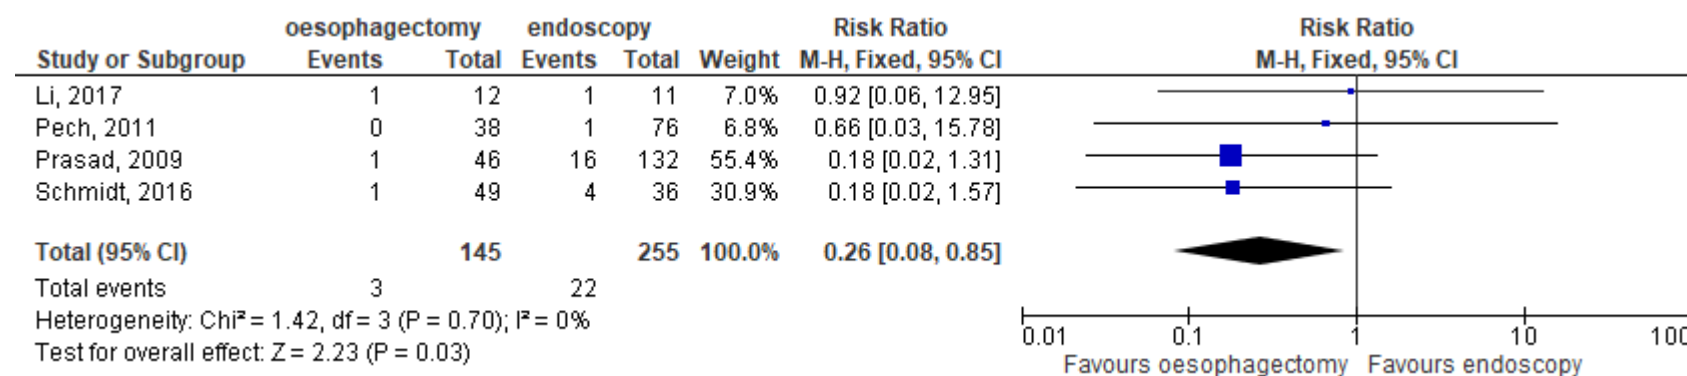 oesophagectomy endoscopy Risk Ratio Risk Ratio
Study or Subgroup Events Total Events Total Weight M-H, Fixed, 95% CI M-H, Fixed, 95% CI
Li, 2017 1 12 1 11 7.0% 0.92 [0.06, 12.95]
Pech, 2011 0 38 1 76 6.8% 0.66 [0.03, 15.78]
Prasad, 2009 1 46 16 132 55.4% 0.18 [0.02, 1.31]
Schmidt, 2016 1 49 4 36 30.9% 0.18 [0.02, 1.57]
Total (95% CI) 145 255 100.0% 0.26 [0.08, 0.85]
Total events 3 22
Heterogeneity: Chi² = 1.42, df = 3 (P = 0.70); I² = 0%
Test for overall effect: Z = 2.23 (P = 0.03)
0.01 0.1 1 10 100
Favours oesophagectomy Favours endoscopy